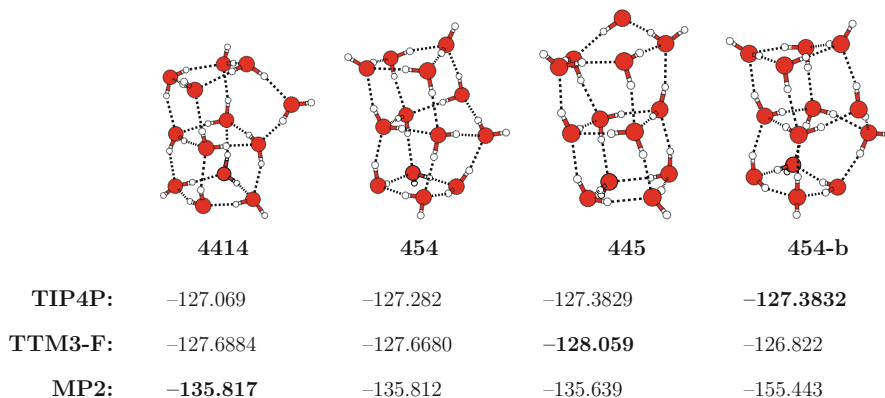 4414 454 445 454-b
TIP4P: –127.069 –127.282 –127.3829 –127.3832
TTM3-F: –127.6884 –127.6680 –128.059 –126.822
MP2: –135.817 –135.812 –135.639 –155.443